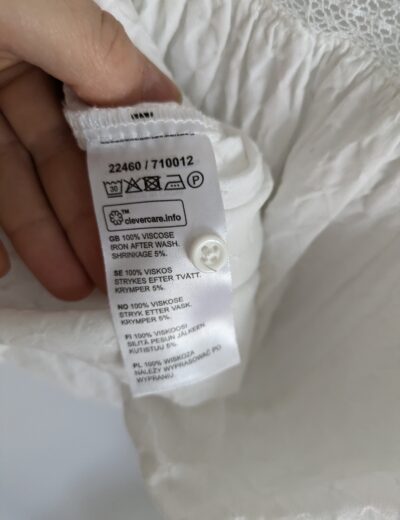 22460 / 710012
30 P
™
clevercare.info
GB 100% VISCOSE
IRON AFTER WASH.
SHRINKAGE 5%.
SE 100% VISKOS
STRYKES EFTER TVÄTT.
KRYMPER 5%.
NO 100% VISKOSE
STRYK ETTER VASK.
KRYMPER 5%.
FI 100% VISKOOSI
SILITÄ PESUN JÄLKEEN
KUTISTUU 5%.
PL 100% WISKOZA
NALEŻY WYPRASOWAĆ PO
WYPRANIU